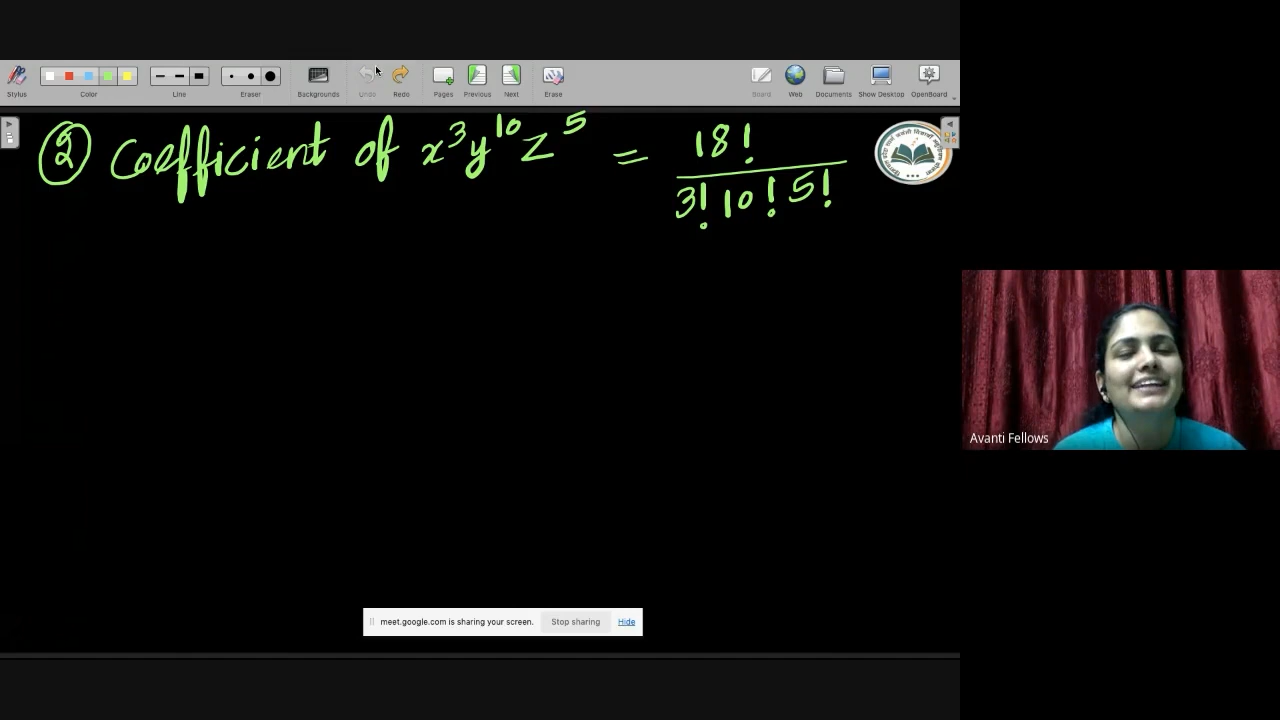 Stylus Color Line Eraser Backgrounds Undo Redo Pages Previous Next Erase Board Web Documents Show Desktop OpenBoard
② Coefficient of x³y¹⁰z⁵ = 18! / 3! 10! 5!
Avanti Fellows
meet.google.com is sharing your screen. Stop sharing Hide